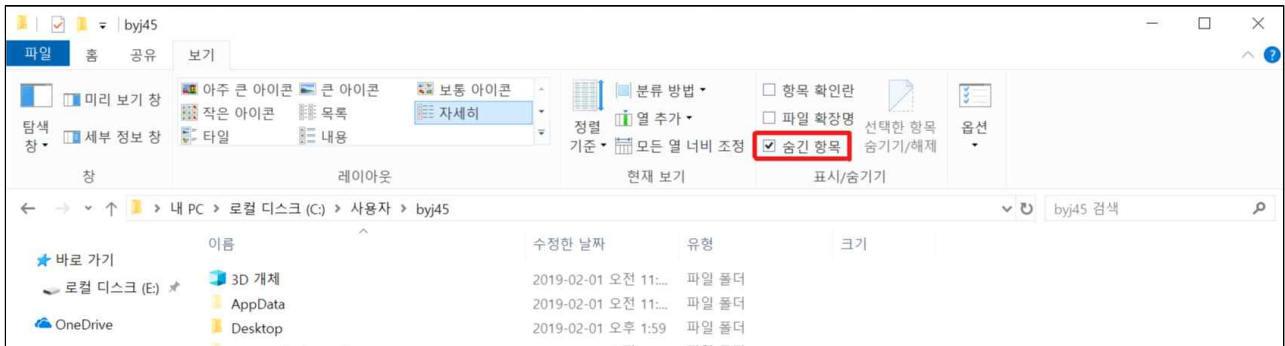 byj45
파일 홈 공유 보기
탐색 창
미리 보기 창
세부 정보 창
창
아주 큰 아이콘 큰 아이콘 보통 아이콘
작은 아이콘 목록 자세히
타일 내용
레이아웃
정렬 기준
분류 방법
열 추가
모든 열 너비 조정
현재 보기
항목 확인란
파일 확장명
숨긴 항목
선택한 항목
숨기기/해제
표시/숨기기
옵션
내 PC > 로컬 디스크 (C:) > 사용자 > byj45
byj45 검색
바로 가기
로컬 디스크 (E:)
OneDrive
이름 수정한 날짜 유형 크기
3D 개체 2019-02-01 오전 11:... 파일 폴더
AppData 2019-02-01 오전 11:... 파일 폴더
Desktop 2019-02-01 오후 1:59 파일 폴더